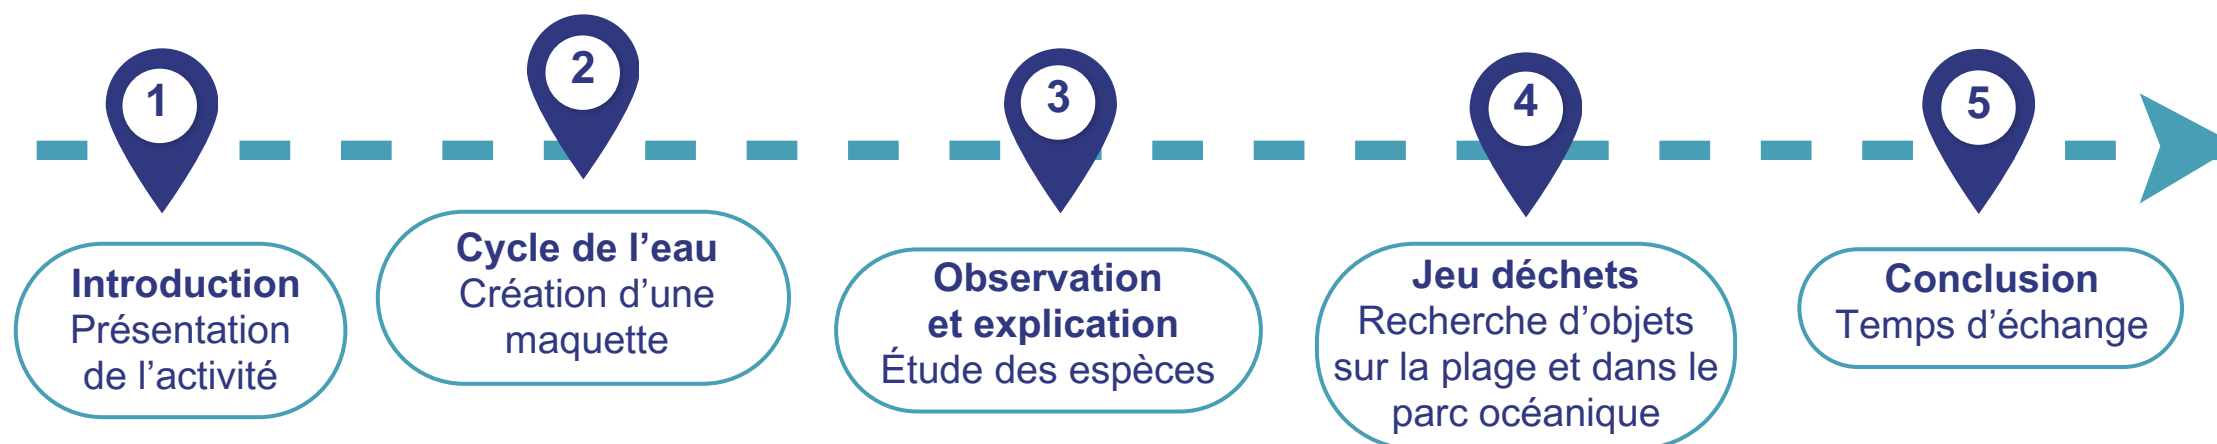 1
Introduction
Présentation
de l'activité
2
Cycle de l'eau
Création d'une
maquette
3
Observation
et explication
Étude des espèces
4
Jeu déchets
Recherche d'objets
sur la plage et dans le
parc océanique
5
Conclusion
Temps d'échange